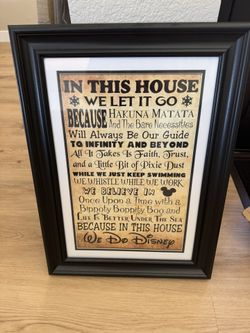 IN THIS HOUSE
WE LET IT GO
BECAUSE HAKUNA MATATA
And The Bare Necessities
Will Always Be Our Guide
TO INFINITY AND BEYOND
All It Takes Is Faith, Trust,
and a Little Bit of Pixie Dust
WHILE WE JUST KEEP SWIMMING
WE WHISTLE WHILE WE WORK
WE BELIEVE IN
Once Upon a Time with a
Bippity Boppity Boo and
Life Is Better Under The Sea
BECAUSE IN THIS HOUSE
We Do Disney